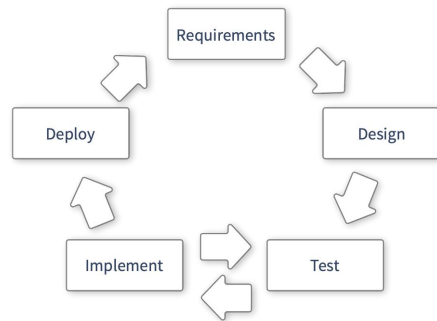 Requirements
Design
Test
Implement
Deploy